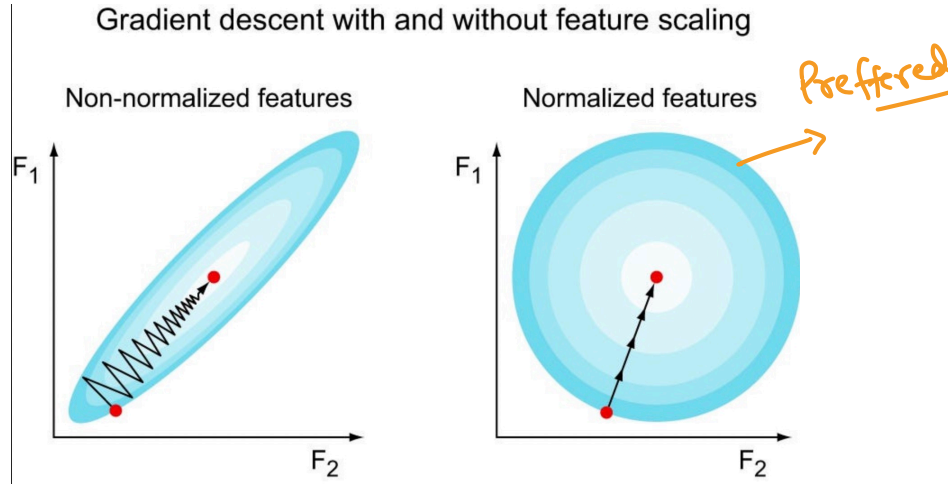 Gradient descent with and without feature scaling
Non-normalized features
F1
F2
Normalized features
F1
F2
Preffered